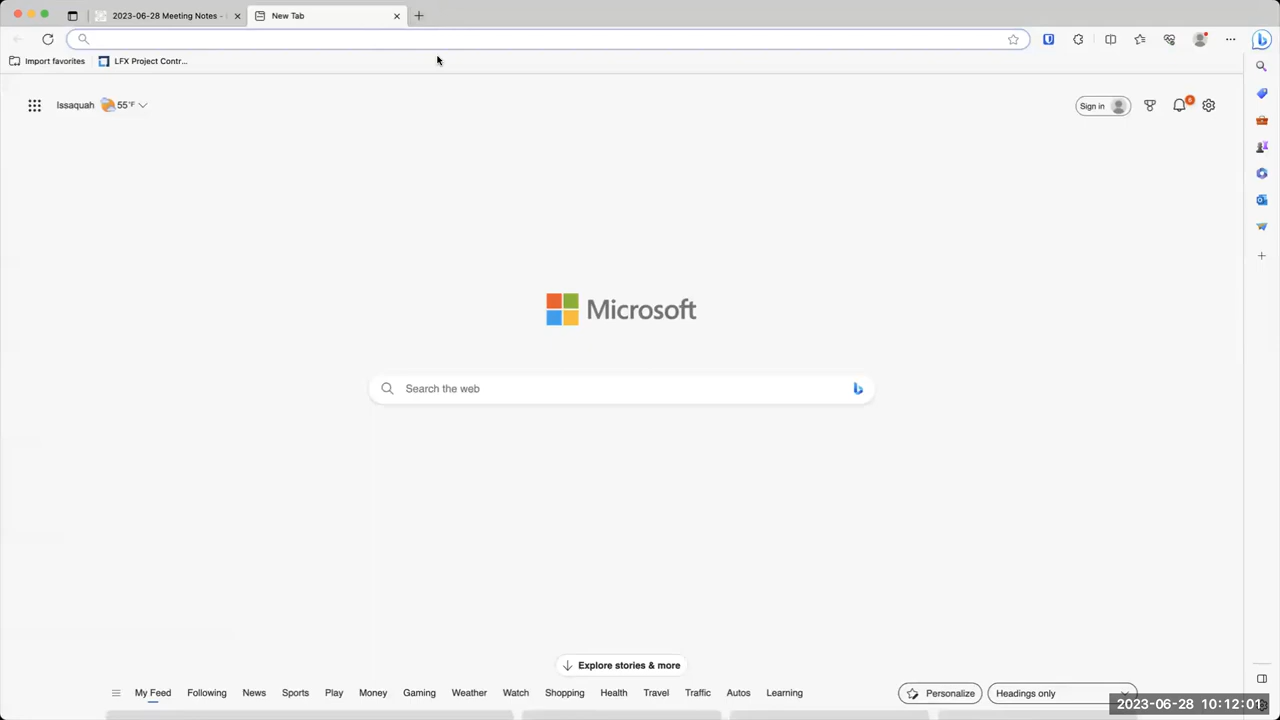 2023-06-28 Meeting Notes -
New Tab
Import favorites
LFX Project Contr...
Issaquah
55°F
Sign in
6
Microsoft
Search the web
Explore stories & more
My Feed
Following
News
Sports
Play
Money
Gaming
Weather
Watch
Shopping
Health
Travel
Traffic
Autos
Learning
Personalize
Headings only
2023-06-28 10:12:01